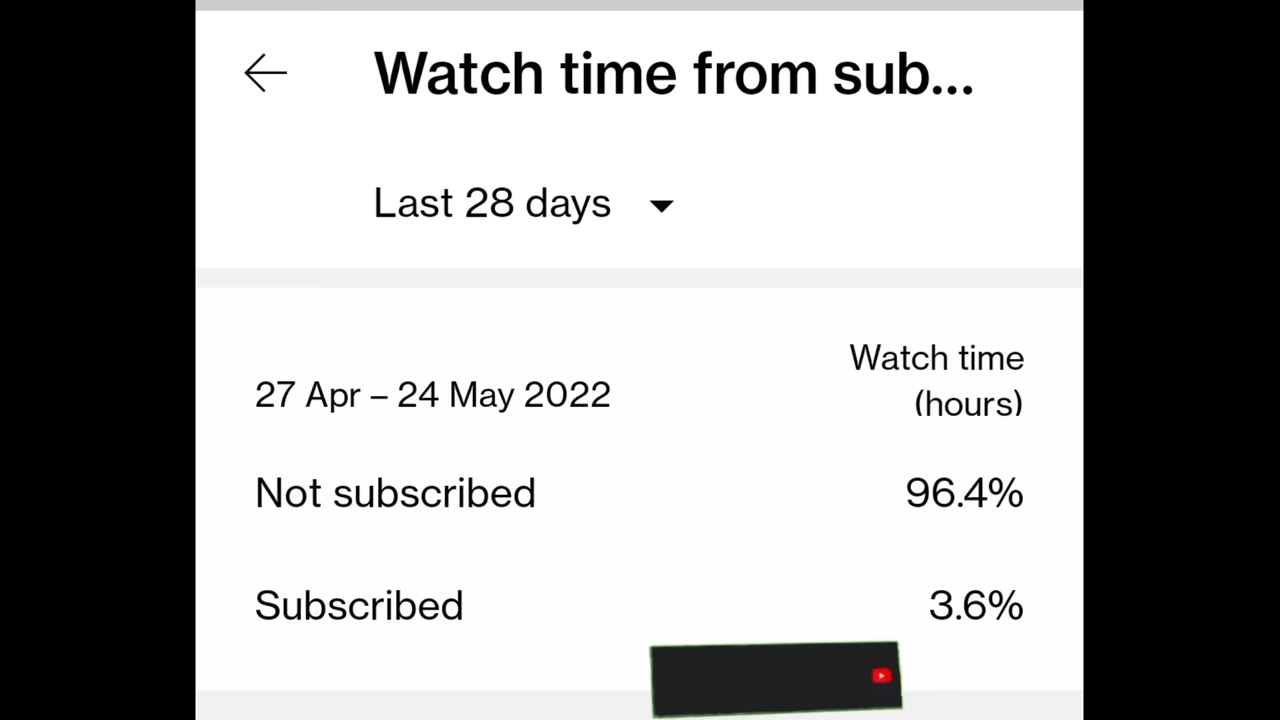 Watch time from sub...
Last 28 days
Watch time
(hours)
27 Apr – 24 May 2022
Not subscribed 96.4%
Subscribed 3.6%